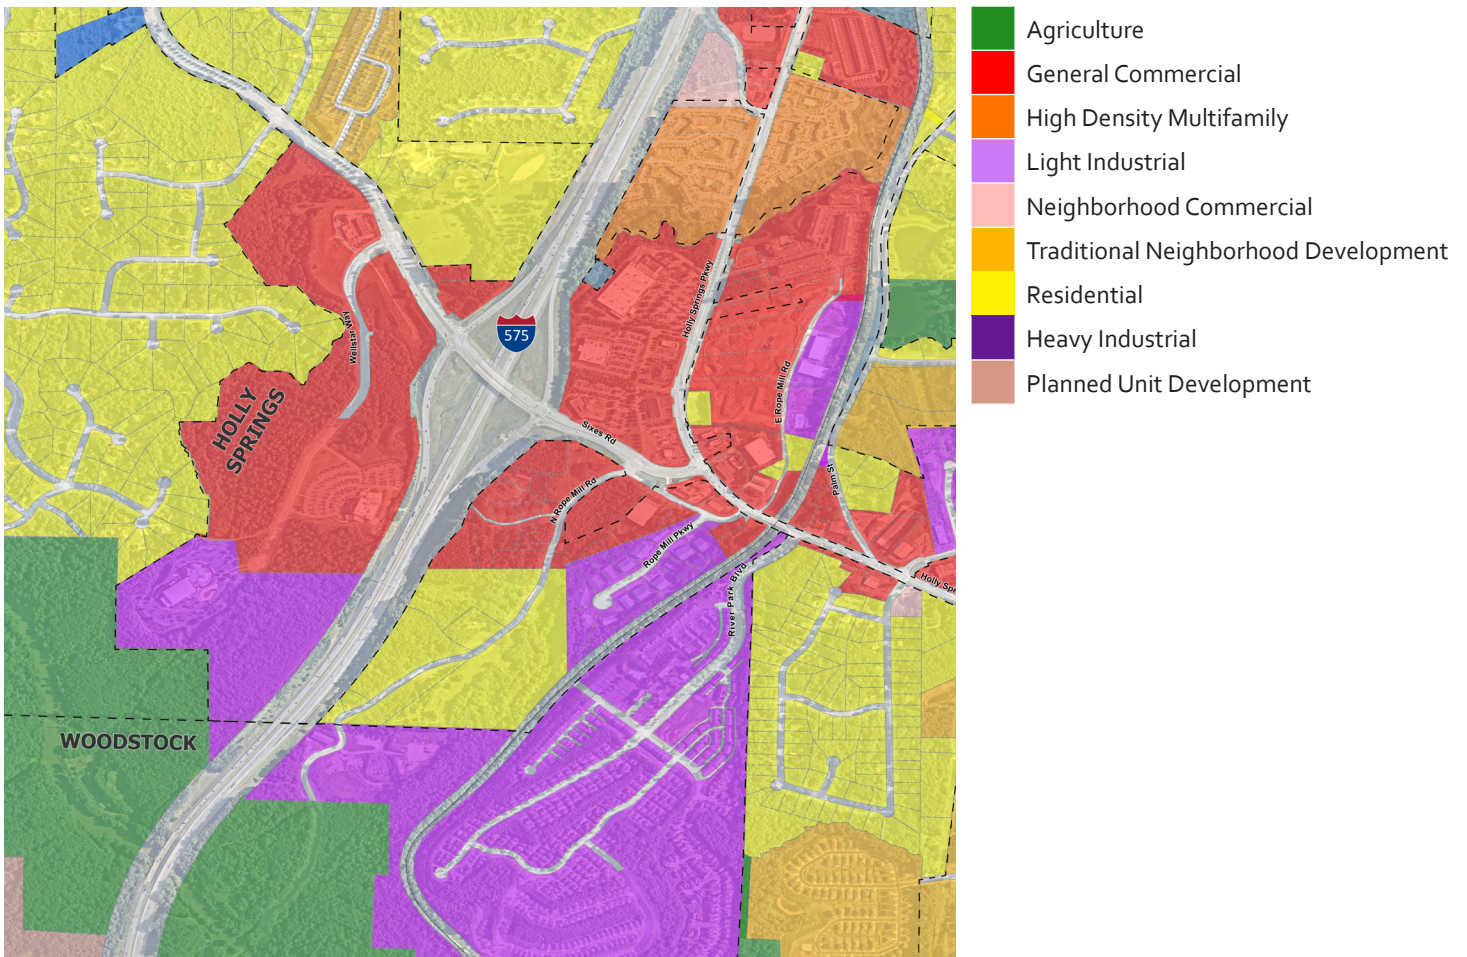 Agriculture
General Commercial
High Density Multifamily
Light Industrial
Neighborhood Commercial
Traditional Neighborhood Development
Residential
Heavy Industrial
Planned Unit Development
Holly Springs Pkwy
Wellstar Way
575
E Rope Mill Rd
HOLLY
SPRINGS
Sixes Rd
Palm St
N Rope Mill Rd
Rope Mill Pkwy
River Park Blvd
Holly Spr
WOODSTOCK